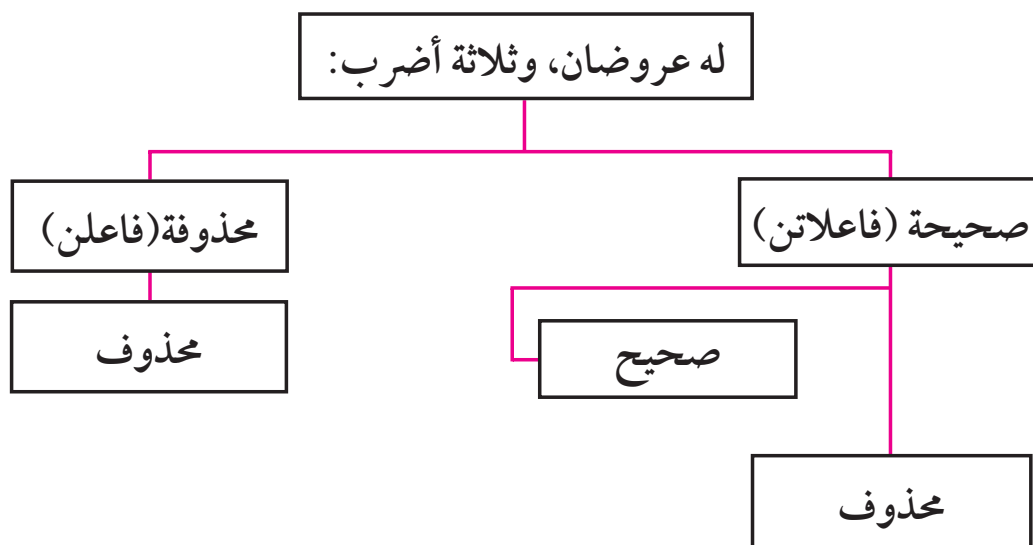 له عروضان، وثلاثة أضرب:
صحيحة (فاعلاتن)
محذوفة (فاعلن)
صحيح
محذوف
محذوف